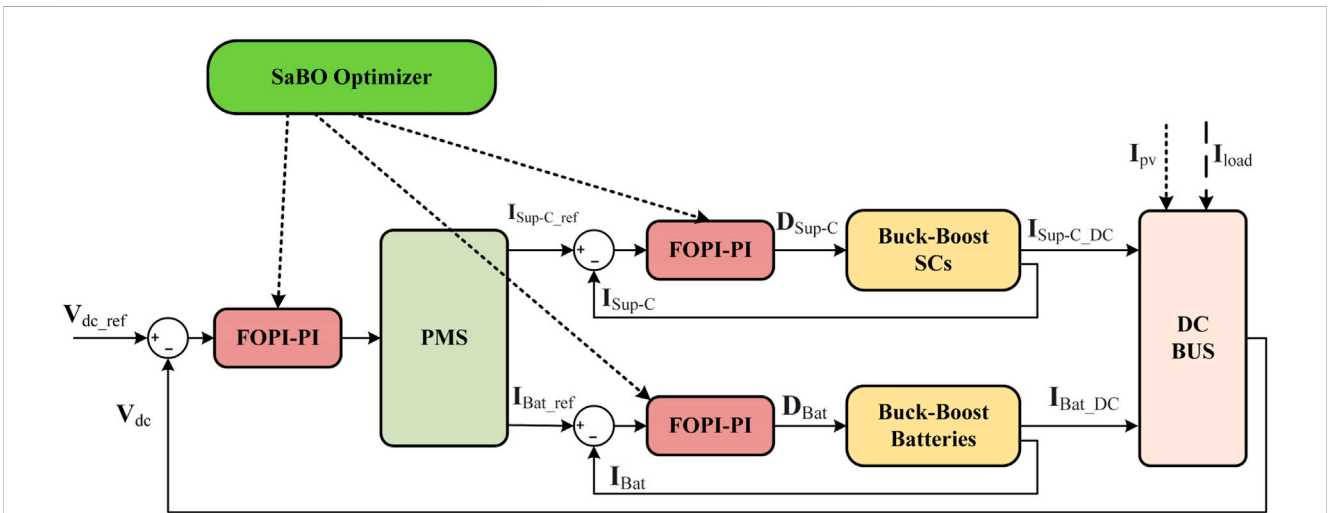 SaBO Optimizer
I_pv
I_load
I_Sup-C_ref
D_Sup-C
Buck-Boost
SCs
I_Sup-C_DC
+
−
FOPI-PI
I_Sup-C
V_dc_ref
+
−
FOPI-PI
PMS
DC
BUS
V_dc
I_Bat_ref
D_Bat
Buck-Boost
Batteries
I_Bat_DC
+
−
FOPI-PI
I_Bat